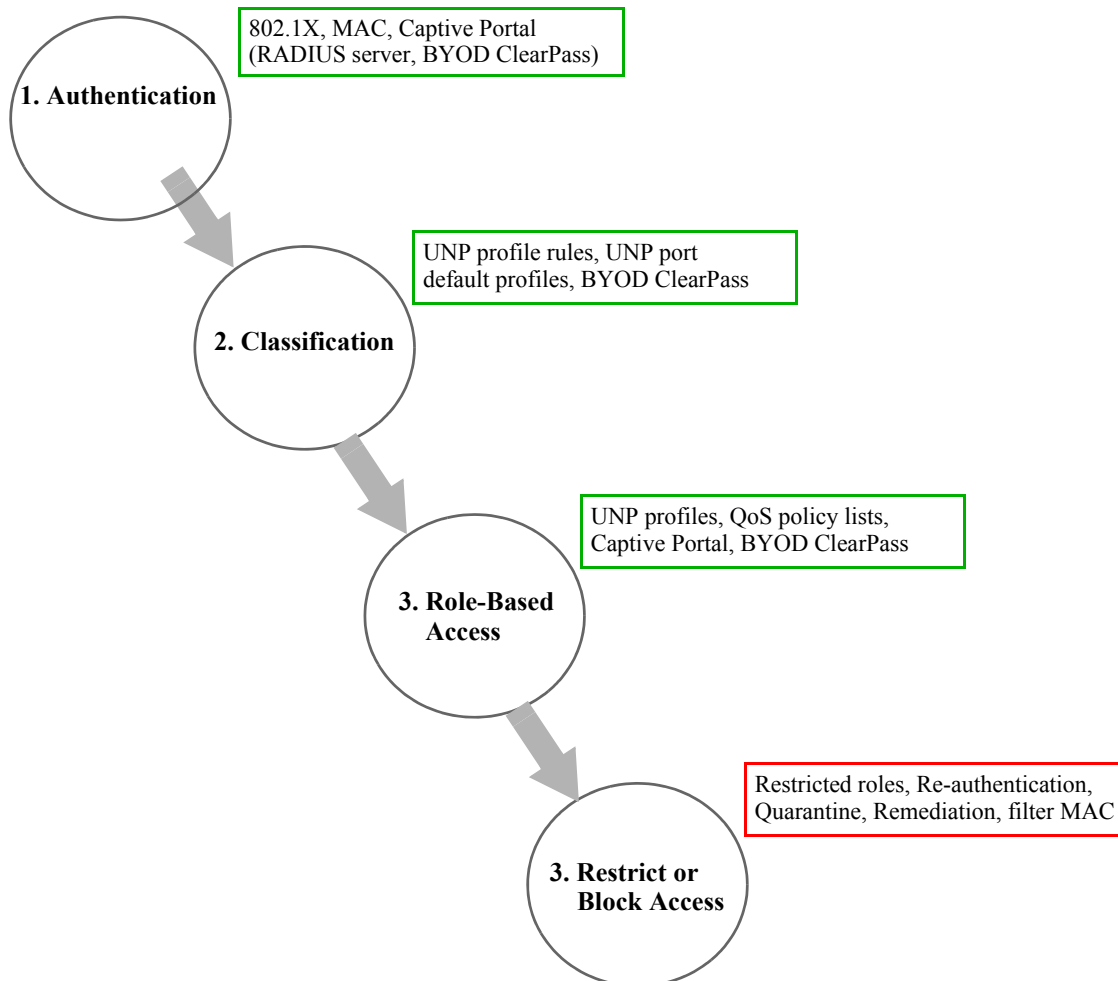 802.1X, MAC, Captive Portal
(RADIUS server, BYOD ClearPass)
1. Authentication
UNP profile rules, UNP port
default profiles, BYOD ClearPass
2. Classification
UNP profiles, QoS policy lists,
Captive Portal, BYOD ClearPass
3. Role-Based
Access
Restricted roles, Re-authentication,
Quarantine, Remediation, filter MAC
3. Restrict or
Block Access